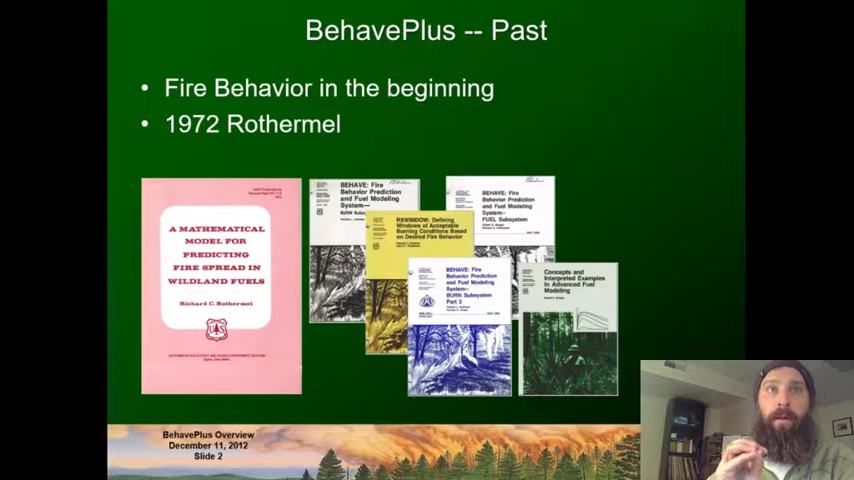 BehavePlus -- Past
• Fire Behavior in the beginning
• 1972 Rothermel
A MATHEMATICAL
MODEL FOR
PREDICTING
FIRE SPREAD IN
WILDLAND FUELS
Richard C. Rothermel
BEHAVE: Fire
Behavior Prediction
and Fuel Modeling
System—
BURN
RXWINDOW: Defining
Windows of Acceptable
Burning Conditions Based
on Desired Fire Behavior
BEHAVE: Fire
Behavior Prediction
and Fuel Modeling
System—
FUEL Subsystem
BEHAVE: Fire
Behavior Prediction
and Fuel Modeling
System—
BURN Subsystem
Part 2
Concepts and
Interpreted Examples
in Advanced Fuel
Modeling
BehavePlus Overview
December 11, 2012
Slide 2